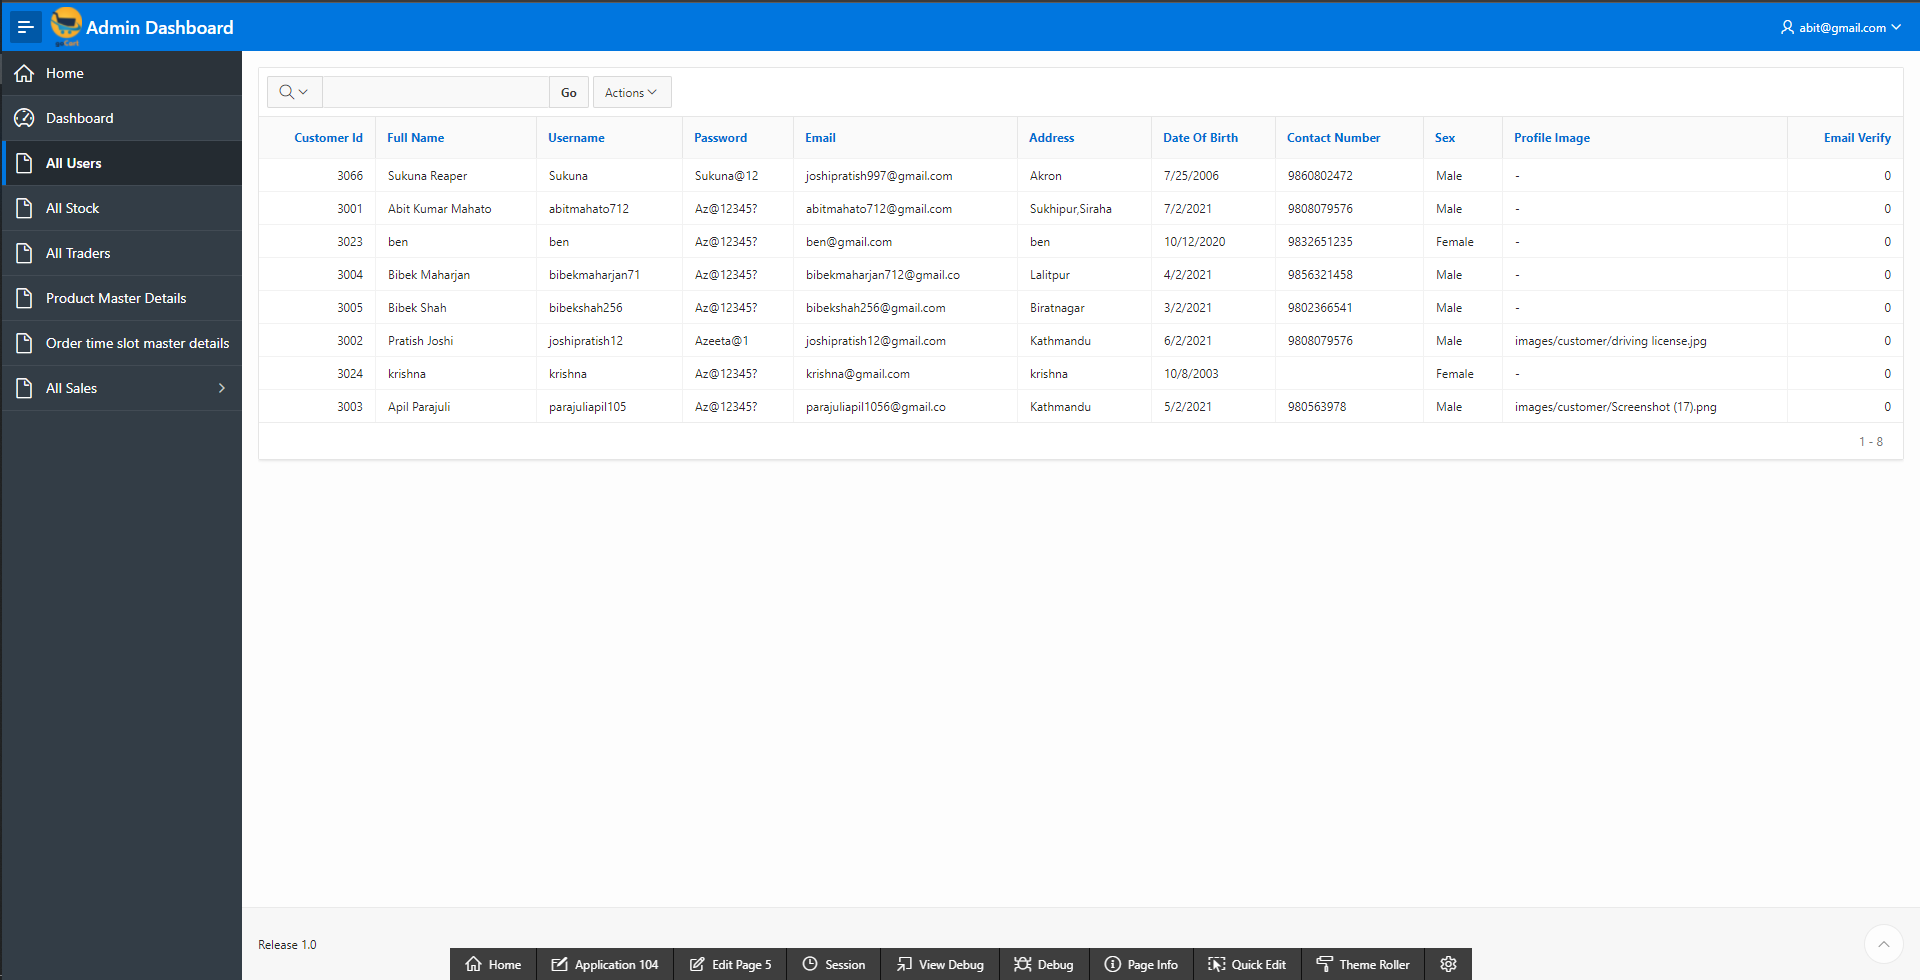 Admin Dashboard
abit@gmail.com
Home
Dashboard
All Users
All Stock
All Traders
Product Master Details
Order time slot master details
All Sales
Go Actions
Customer Id Full Name Username Password Email Address Date Of Birth Contact Number Sex Profile Image Email Verify
3066 Sukuna Reaper Sukuna Sukuna@12 joshipratish997@gmail.com Akron 7/25/2006 9860802472 Male - 0
3001 Abit Kumar Mahato abitmahato712 Az@12345? abitmahato712@gmail.com Sukhipur,Siraha 7/2/2021 9808079576 Male - 0
3023 ben ben Az@12345? ben@gmail.com ben 10/12/2020 9832651235 Female - 0
3004 Bibek Maharjan bibekmaharjan71 Az@12345? bibekmaharjan712@gmail.co Lalitpur 4/2/2021 9856321458 Male - 0
3005 Bibek Shah bibekshah256 Az@12345? bibekshah256@gmail.com Biratnagar 3/2/2021 9802366541 Male - 0
3002 Pratish Joshi joshipratish12 Azeeta@1 joshipratish12@gmail.com Kathmandu 6/2/2021 9808079576 Male images/customer/driving license.jpg 0
3024 krishna krishna Az@12345? krishna@gmail.com krishna 10/8/2003 Female - 0
3003 Apil Parajuli parajuliapil105 Az@12345? parajuliapil1056@gmail.co Kathmandu 5/2/2021 980563978 Male images/customer/Screenshot (17).png 0
1 - 8
Release 1.0
Home Application 104 Edit Page 5 Session View Debug Debug Page Info Quick Edit Theme Roller